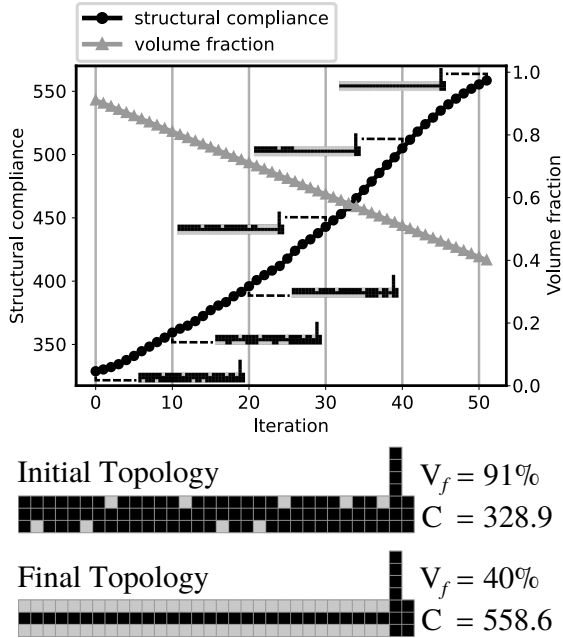 structural compliance
volume fraction
550
500
450
400
350
Structural compliance
1.0
0.8
0.6
0.4
0.2
0.0
Volume fraction
0 10 20 30 40 50
Iteration
Initial Topology
V_f = 91%
C = 328.9
Final Topology
V_f = 40%
C = 558.6